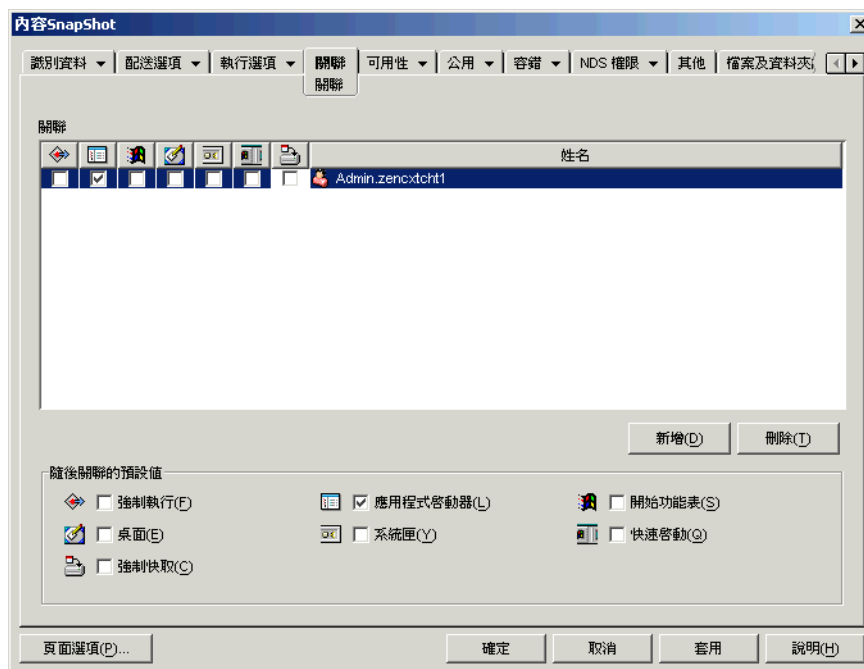 內容SnapShot
識別資料 配送選項 執行選項 關聯 可用性 公用 容錯 NDS 權限 其他 檔案及資料夾
關聯
關聯
姓名
Admin.zencxtcht1
新增(D) 刪除(T)
隨後關聯的預設值
強制執行(F) 應用程式啟動器(L) 開始功能表(S)
桌面(E) 系統匣(Y) 快速啟動(Q)
強制快取(C)
頁面選項(P)... 確定 取消 套用 說明(H)